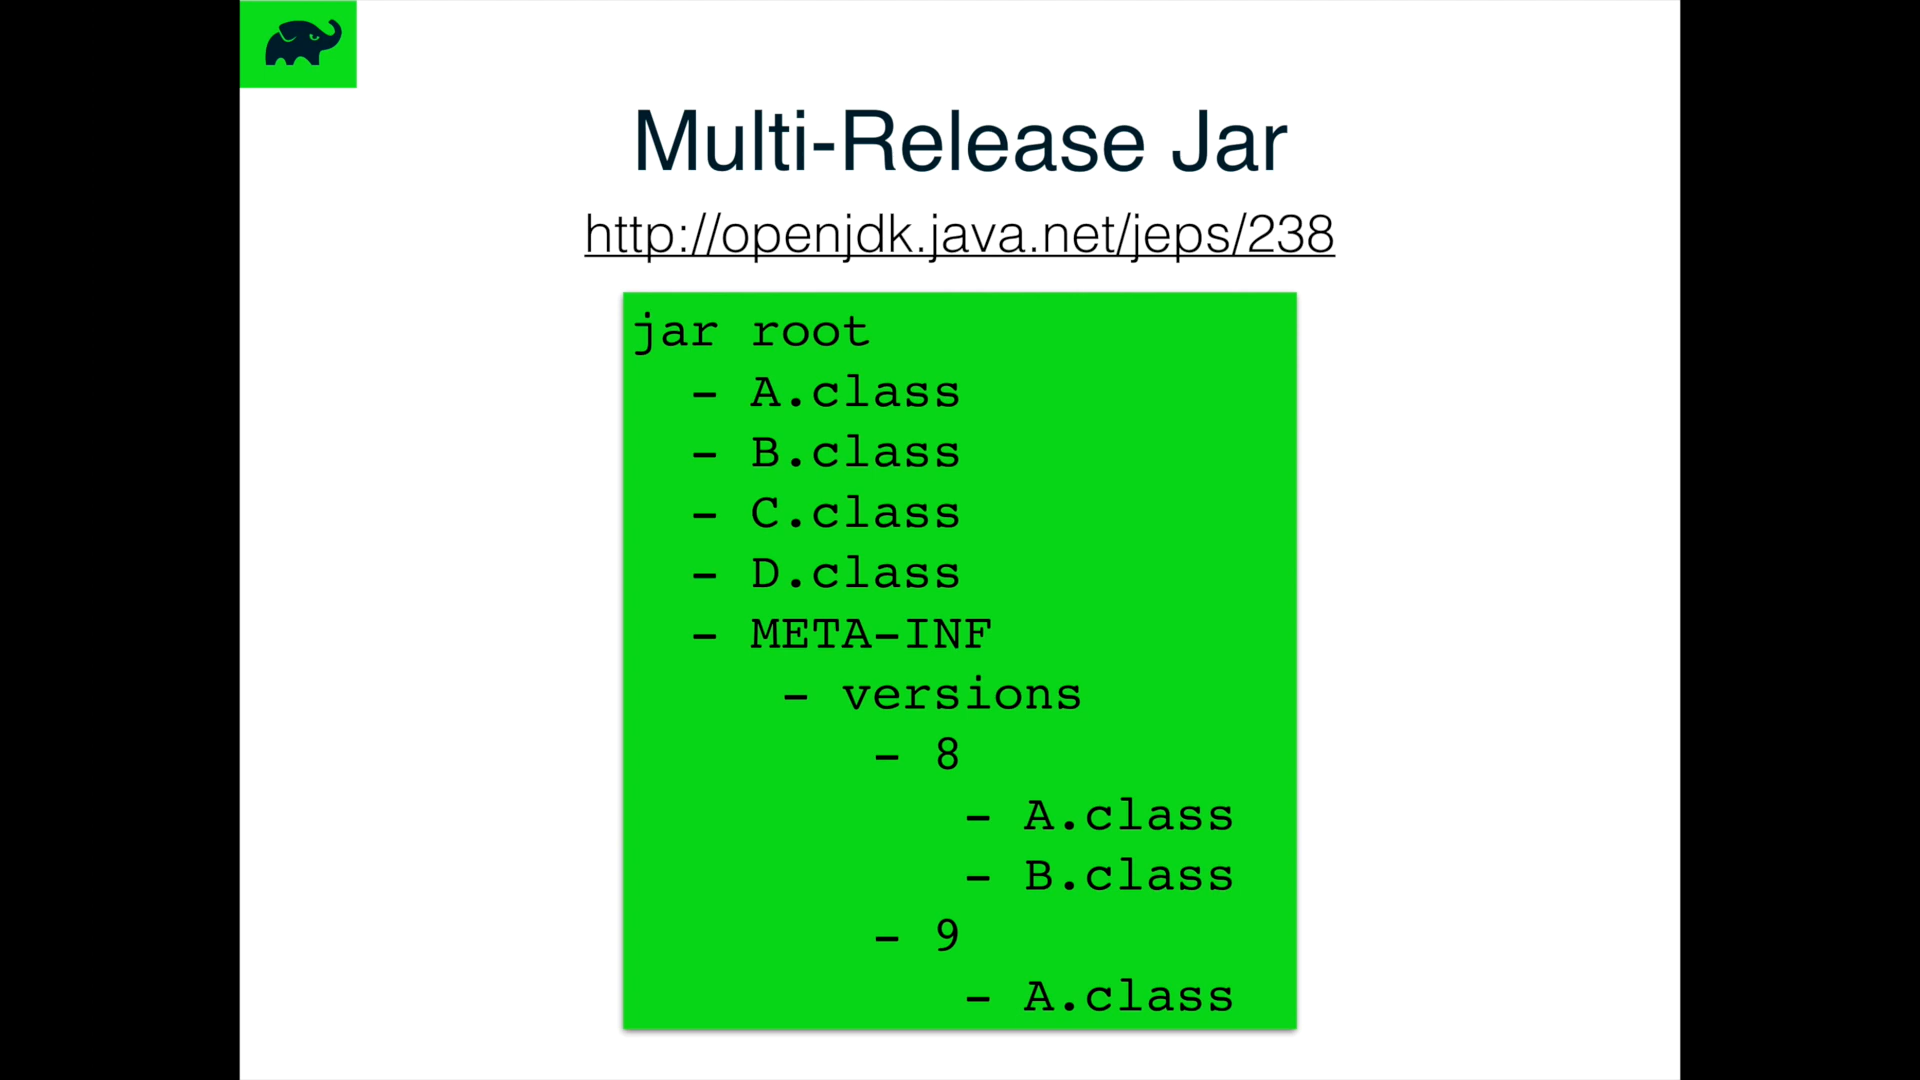 Multi-Release Jar
http://openjdk.java.net/jeps/238
jar root
- A.class
- B.class
- C.class
- D.class
- META-INF
- versions
- 8
- A.class
- B.class
- 9
- A.class